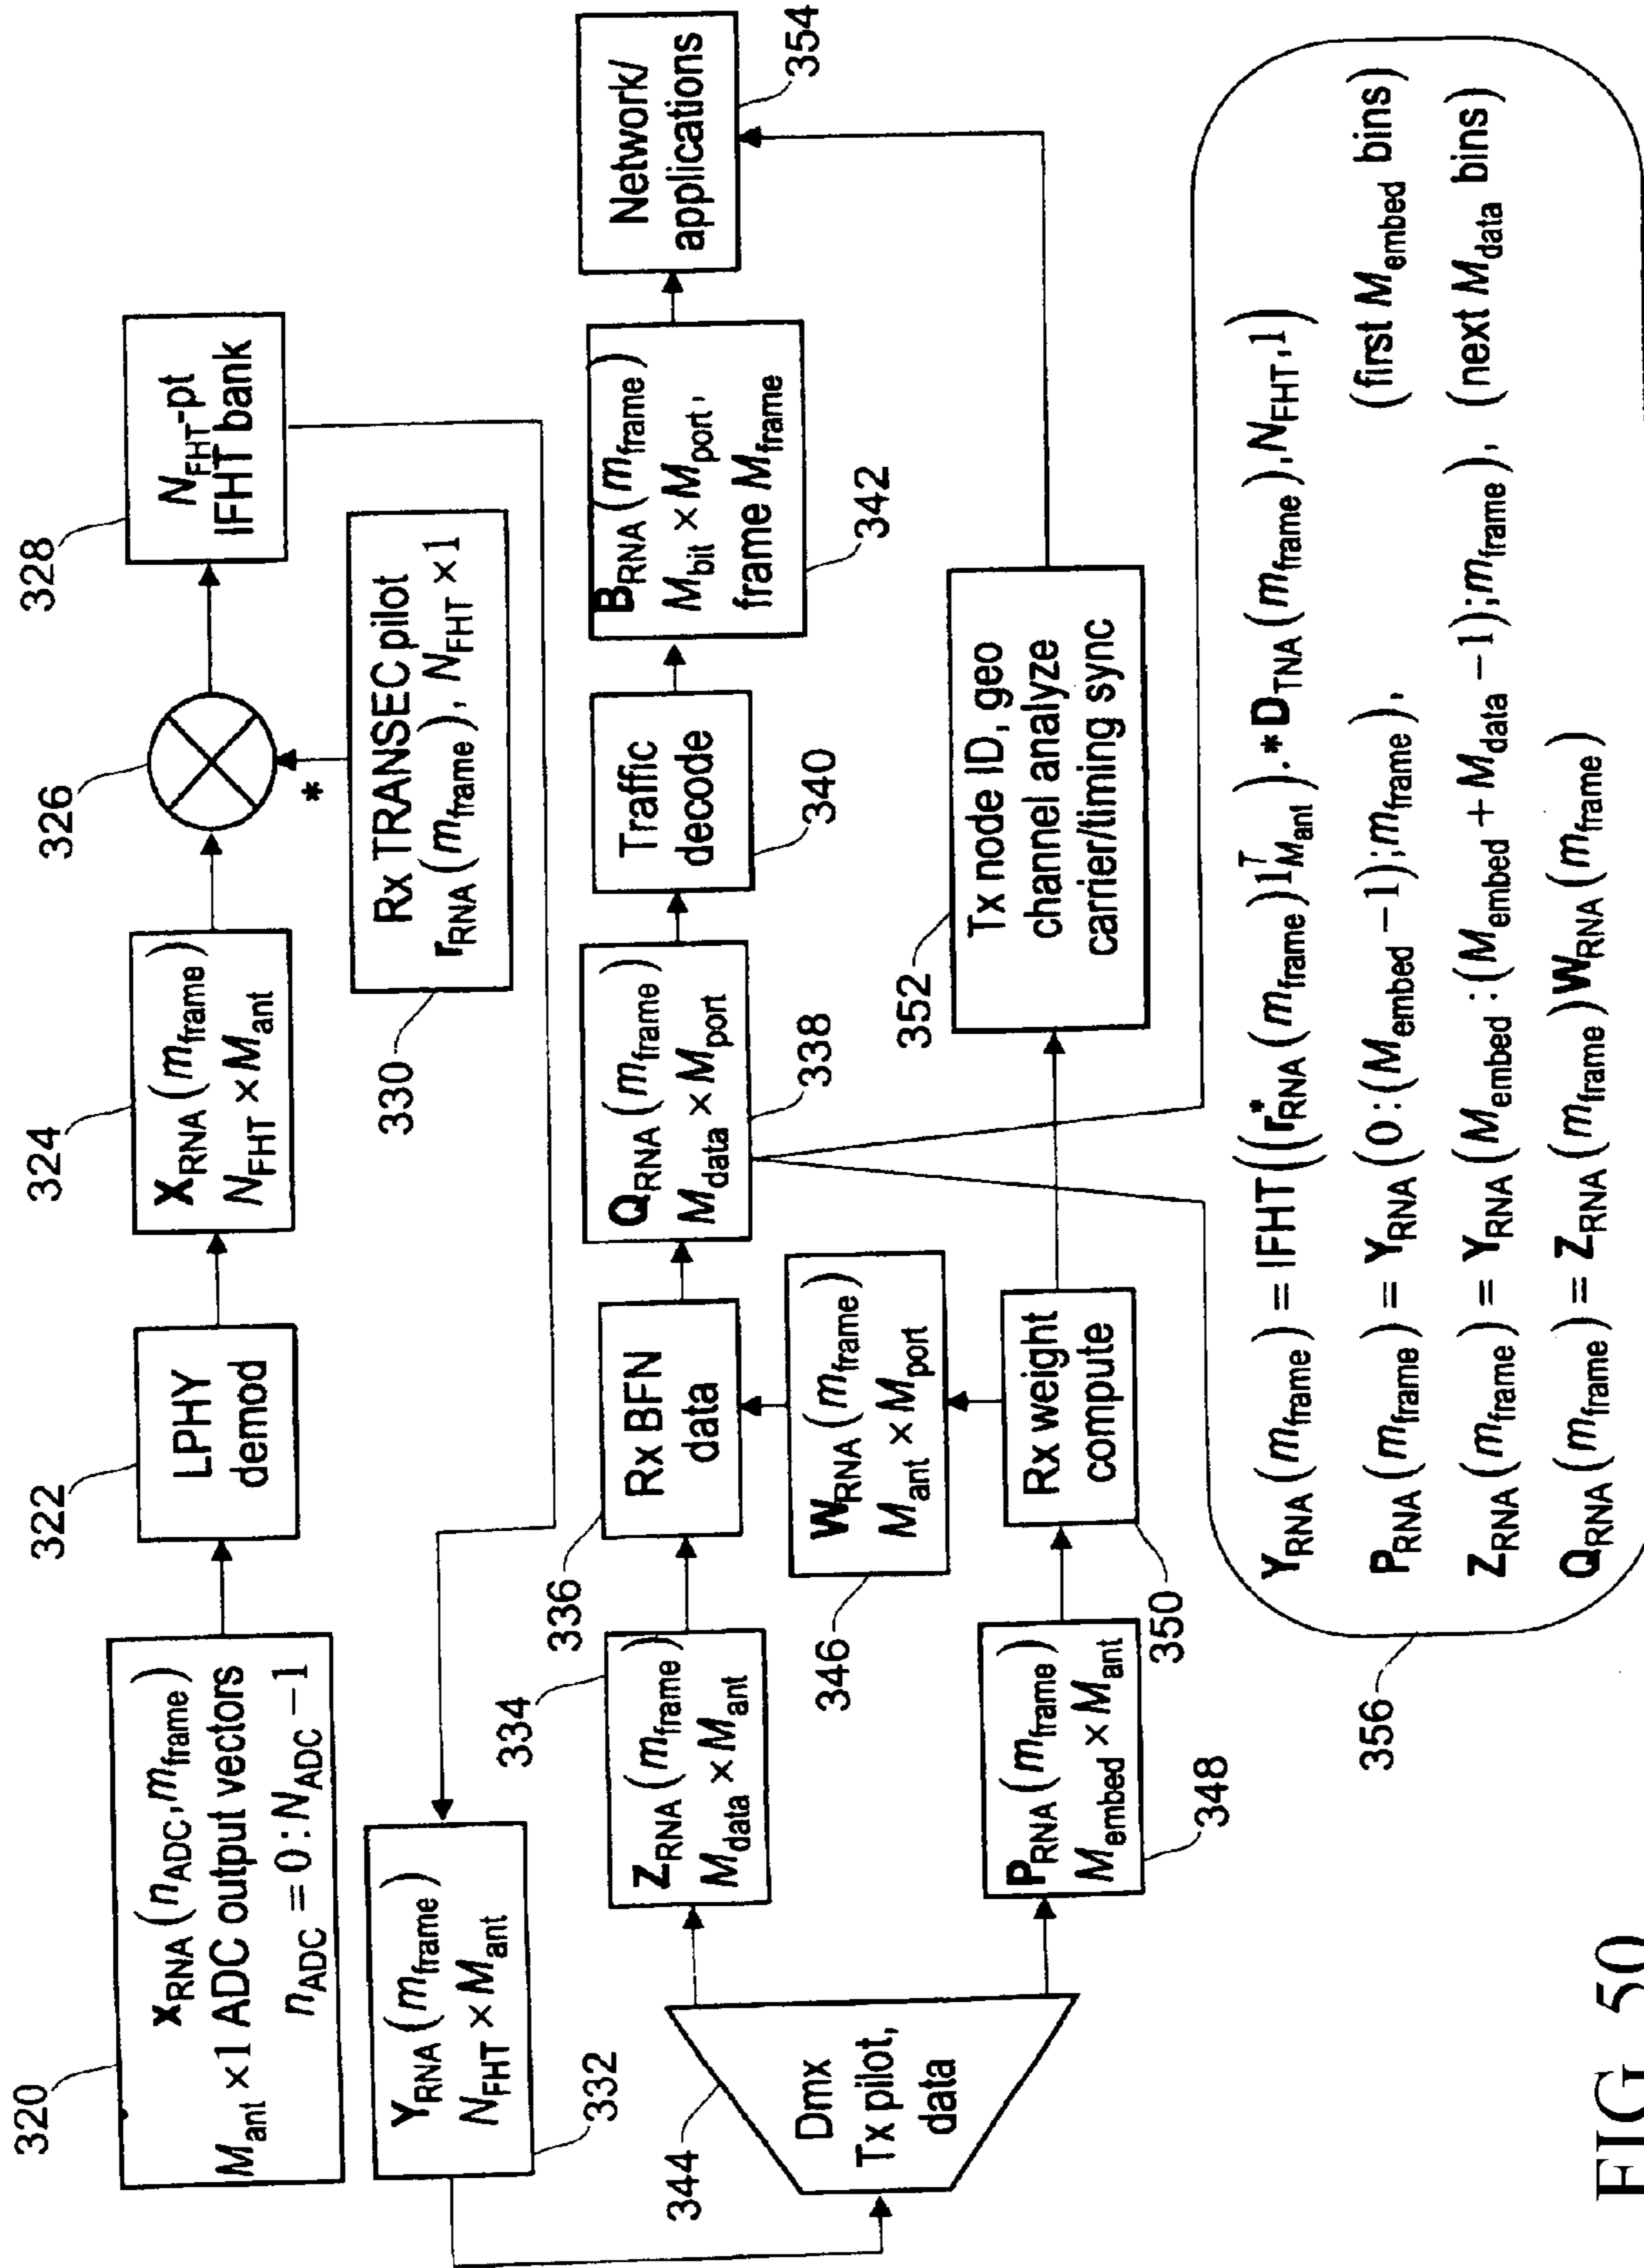 320
x_RNA (n_ADC, m_frame)
M_ant ×1 ADC output vectors
n_ADC = 0 : N_ADC − 1
322
LPHY
demod
324
X_RNA (m_frame)
N_FHT × M_ant
326
*
328
N_FHT-pt
IFHT bank
Rx TRANSEC pilot
r_RNA (m_frame), N_FHT ×1
330
Y_RNA (m_frame)
N_FHT × M_ant
332
344
Dmx
Tx pilot,
data
334
Z_RNA (m_frame)
M_data × M_ant
336
Rx BFN
data
Q_RNA (m_frame)
M_data × M_port
338
Traffic
decode
340
B_RNA (m_frame)
M_bit × M_port,
frame M_frame
342
Network/
applications
354
346
W_RNA (m_frame)
M_ant × M_port
P_RNA (m_frame)
M_embed × M_ant
348
Rx weight
compute
350
352
Tx node ID, geo
channel analyze
carrier/timing sync
356
Y_RNA (m_frame) = IFHT((r*_RNA (m_frame) 1^T_M_ant).* D_TNA (m_frame), N_FHT, 1)
P_RNA (m_frame) = Y_RNA (0 : (M_embed −1); m_frame), (first M_embed bins)
Z_RNA (m_frame) = Y_RNA (M_embed : (M_embed + M_data −1); m_frame), (next M_data bins)
Q_RNA (m_frame) = Z_RNA (m_frame) W_RNA (m_frame)
FIG. 50